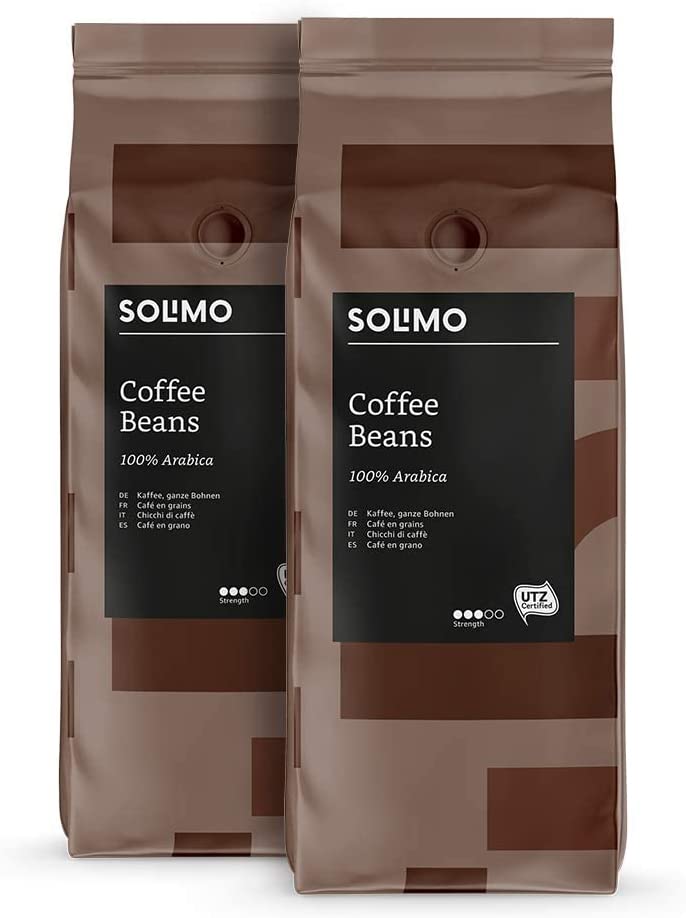 SOLIMO
Coffee
Beans
100% Arabica
DE Kaffee, ganze Bohnen
FR Café en grains
IT Chicchi di caffè
ES Café en grano
Strength
SOLIMO
Coffee
Beans
100% Arabica
DE Kaffee, ganze Bohnen
FR Café en grains
IT Chicchi di caffè
ES Café en grano
Strength
UTZ
Certified